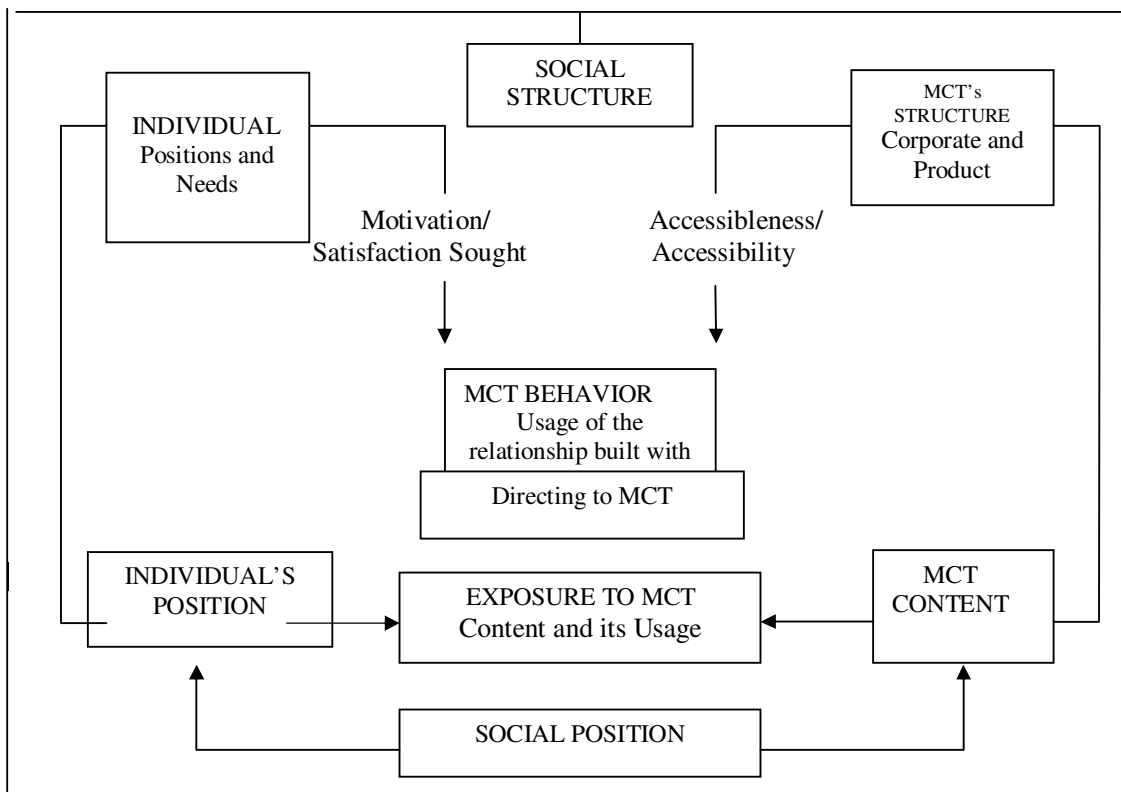 SOCIAL
STRUCTURE
INDIVIDUAL
Positions and
Needs
MCT's
STRUCTURE
Corporate and
Product
Motivation/
Satisfaction Sought
Accessibleness/
Accessibility
MCT BEHAVIOR
Usage of the
relationship built with
Directing to MCT
INDIVIDUAL'S
POSITION
EXPOSURE TO MCT
Content and its Usage
MCT
CONTENT
SOCIAL POSITION